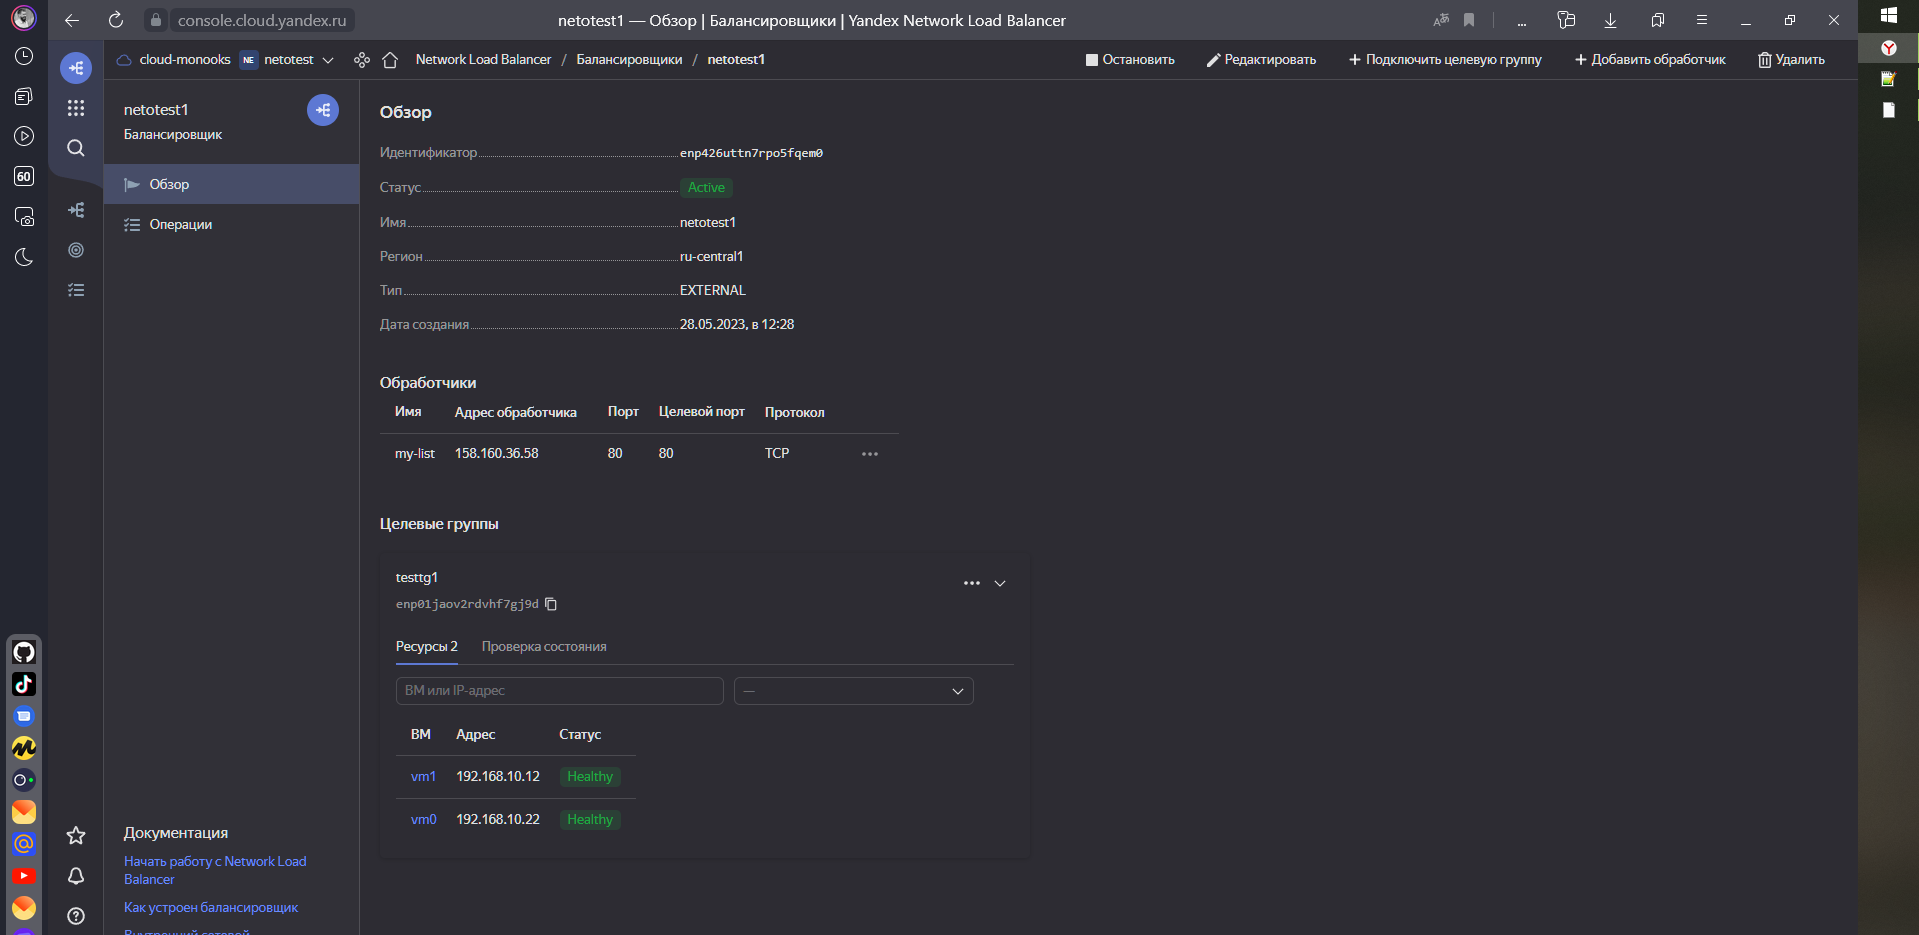 console.cloud.yandex.ru
netotest1 — Обзор | Балансировщики | Yandex Network Load Balancer
...
cloud-monooks NE netotest
Network Load Balancer / Балансировщики / netotest1
Остановить
Редактировать
+ Подключить целевую группу
+ Добавить обработчик
Удалить
60
netotest1
Балансировщик
Обзор
Операции
Документация
Начать работу с Network Load
Balancer
Как устроен балансировщик
Внутренний сетевой
Обзор
Идентификатор enp426uttn7rpo5fqem0
Статус Active
Имя netotest1
Регион ru-central1
Тип EXTERNAL
Дата создания 28.05.2023, в 12:28
Обработчики
Имя Адрес обработчика Порт Целевой порт Протокол
my-list 158.160.36.58 80 80 TCP
Целевые группы
testtg1
enp01jaov2rdvhf7gj9d
Ресурсы 2 Проверка состояния
ВМ или IP-адрес —
ВМ Адрес Статус
vm1 192.168.10.12 Healthy
vm0 192.168.10.22 Healthy